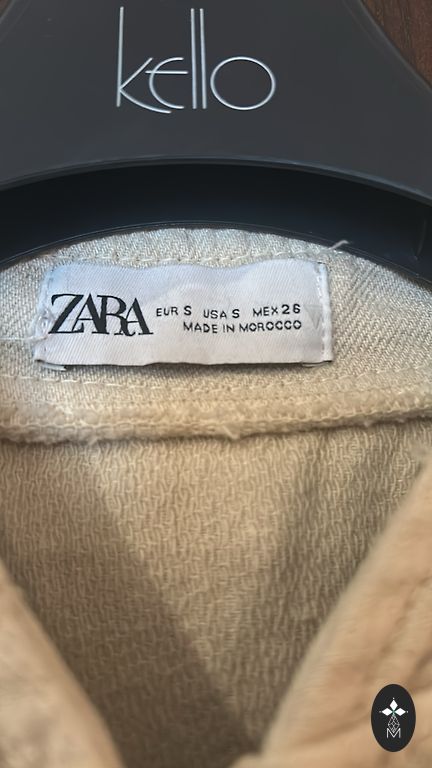 kello
ZARA
EUR S USA S MEX 26
MADE IN MOROCCO
M